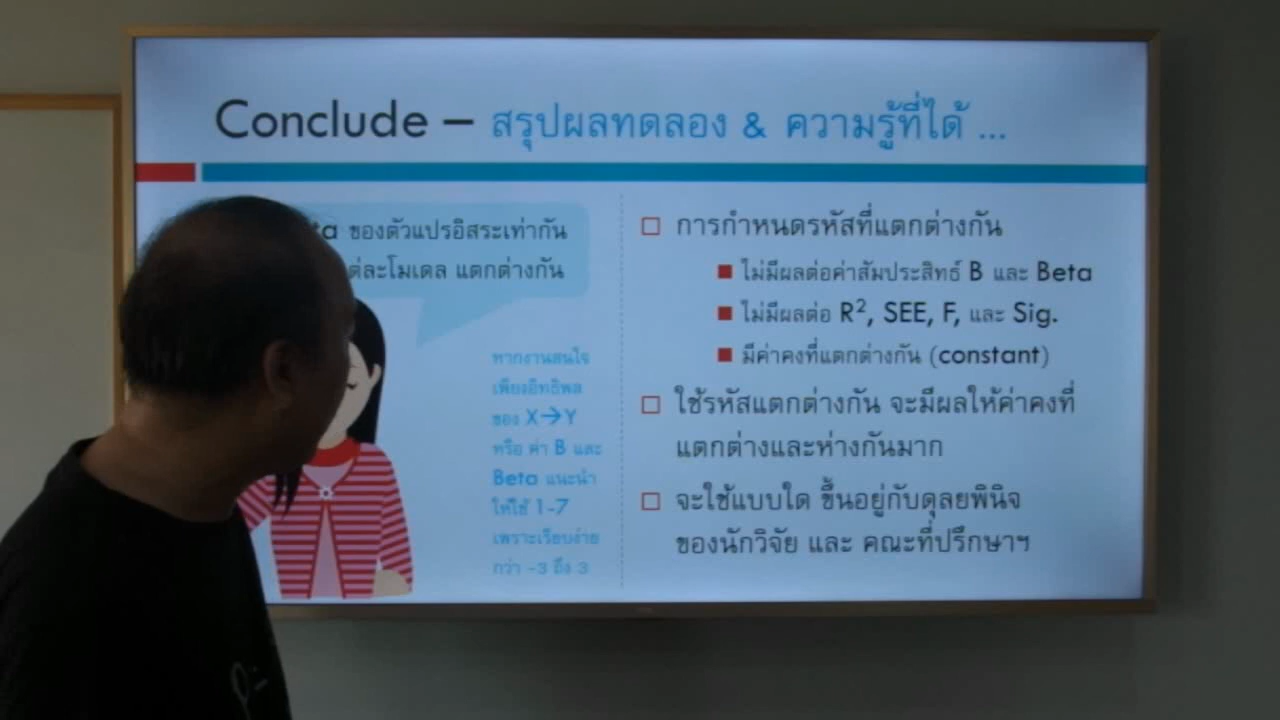 Conclude – สรุปผลทดลอง & ความรู้ที่ได้ ...
ของตัวแปรอิสระเท่ากัน
โมเดล แตกต่างกัน
หากงานสนใจ
เพียงอิทธิพล
ของ X→Y
หรือ ค่า B และ
Beta แนะนำ
ให้ใช้ 1-7
เพราะเรียบง่าย
กว่า -3 ถึง 3
การกำหนดรหัสที่แตกต่างกัน
ไม่มีผลต่อค่าสัมประสิทธ์ B และ Beta
ไม่มีผลต่อ R², SEE, F, และ Sig.
มีค่าคงที่แตกต่างกัน (constant)
ใช้รหัสแตกต่างกัน จะมีผลให้ค่าคงที่
แตกต่างและห่างกันมาก
จะใช้แบบใด ขึ้นอยู่กับดุลยพินิจ
ของนักวิจัย และ คณะที่ปรึกษาฯ